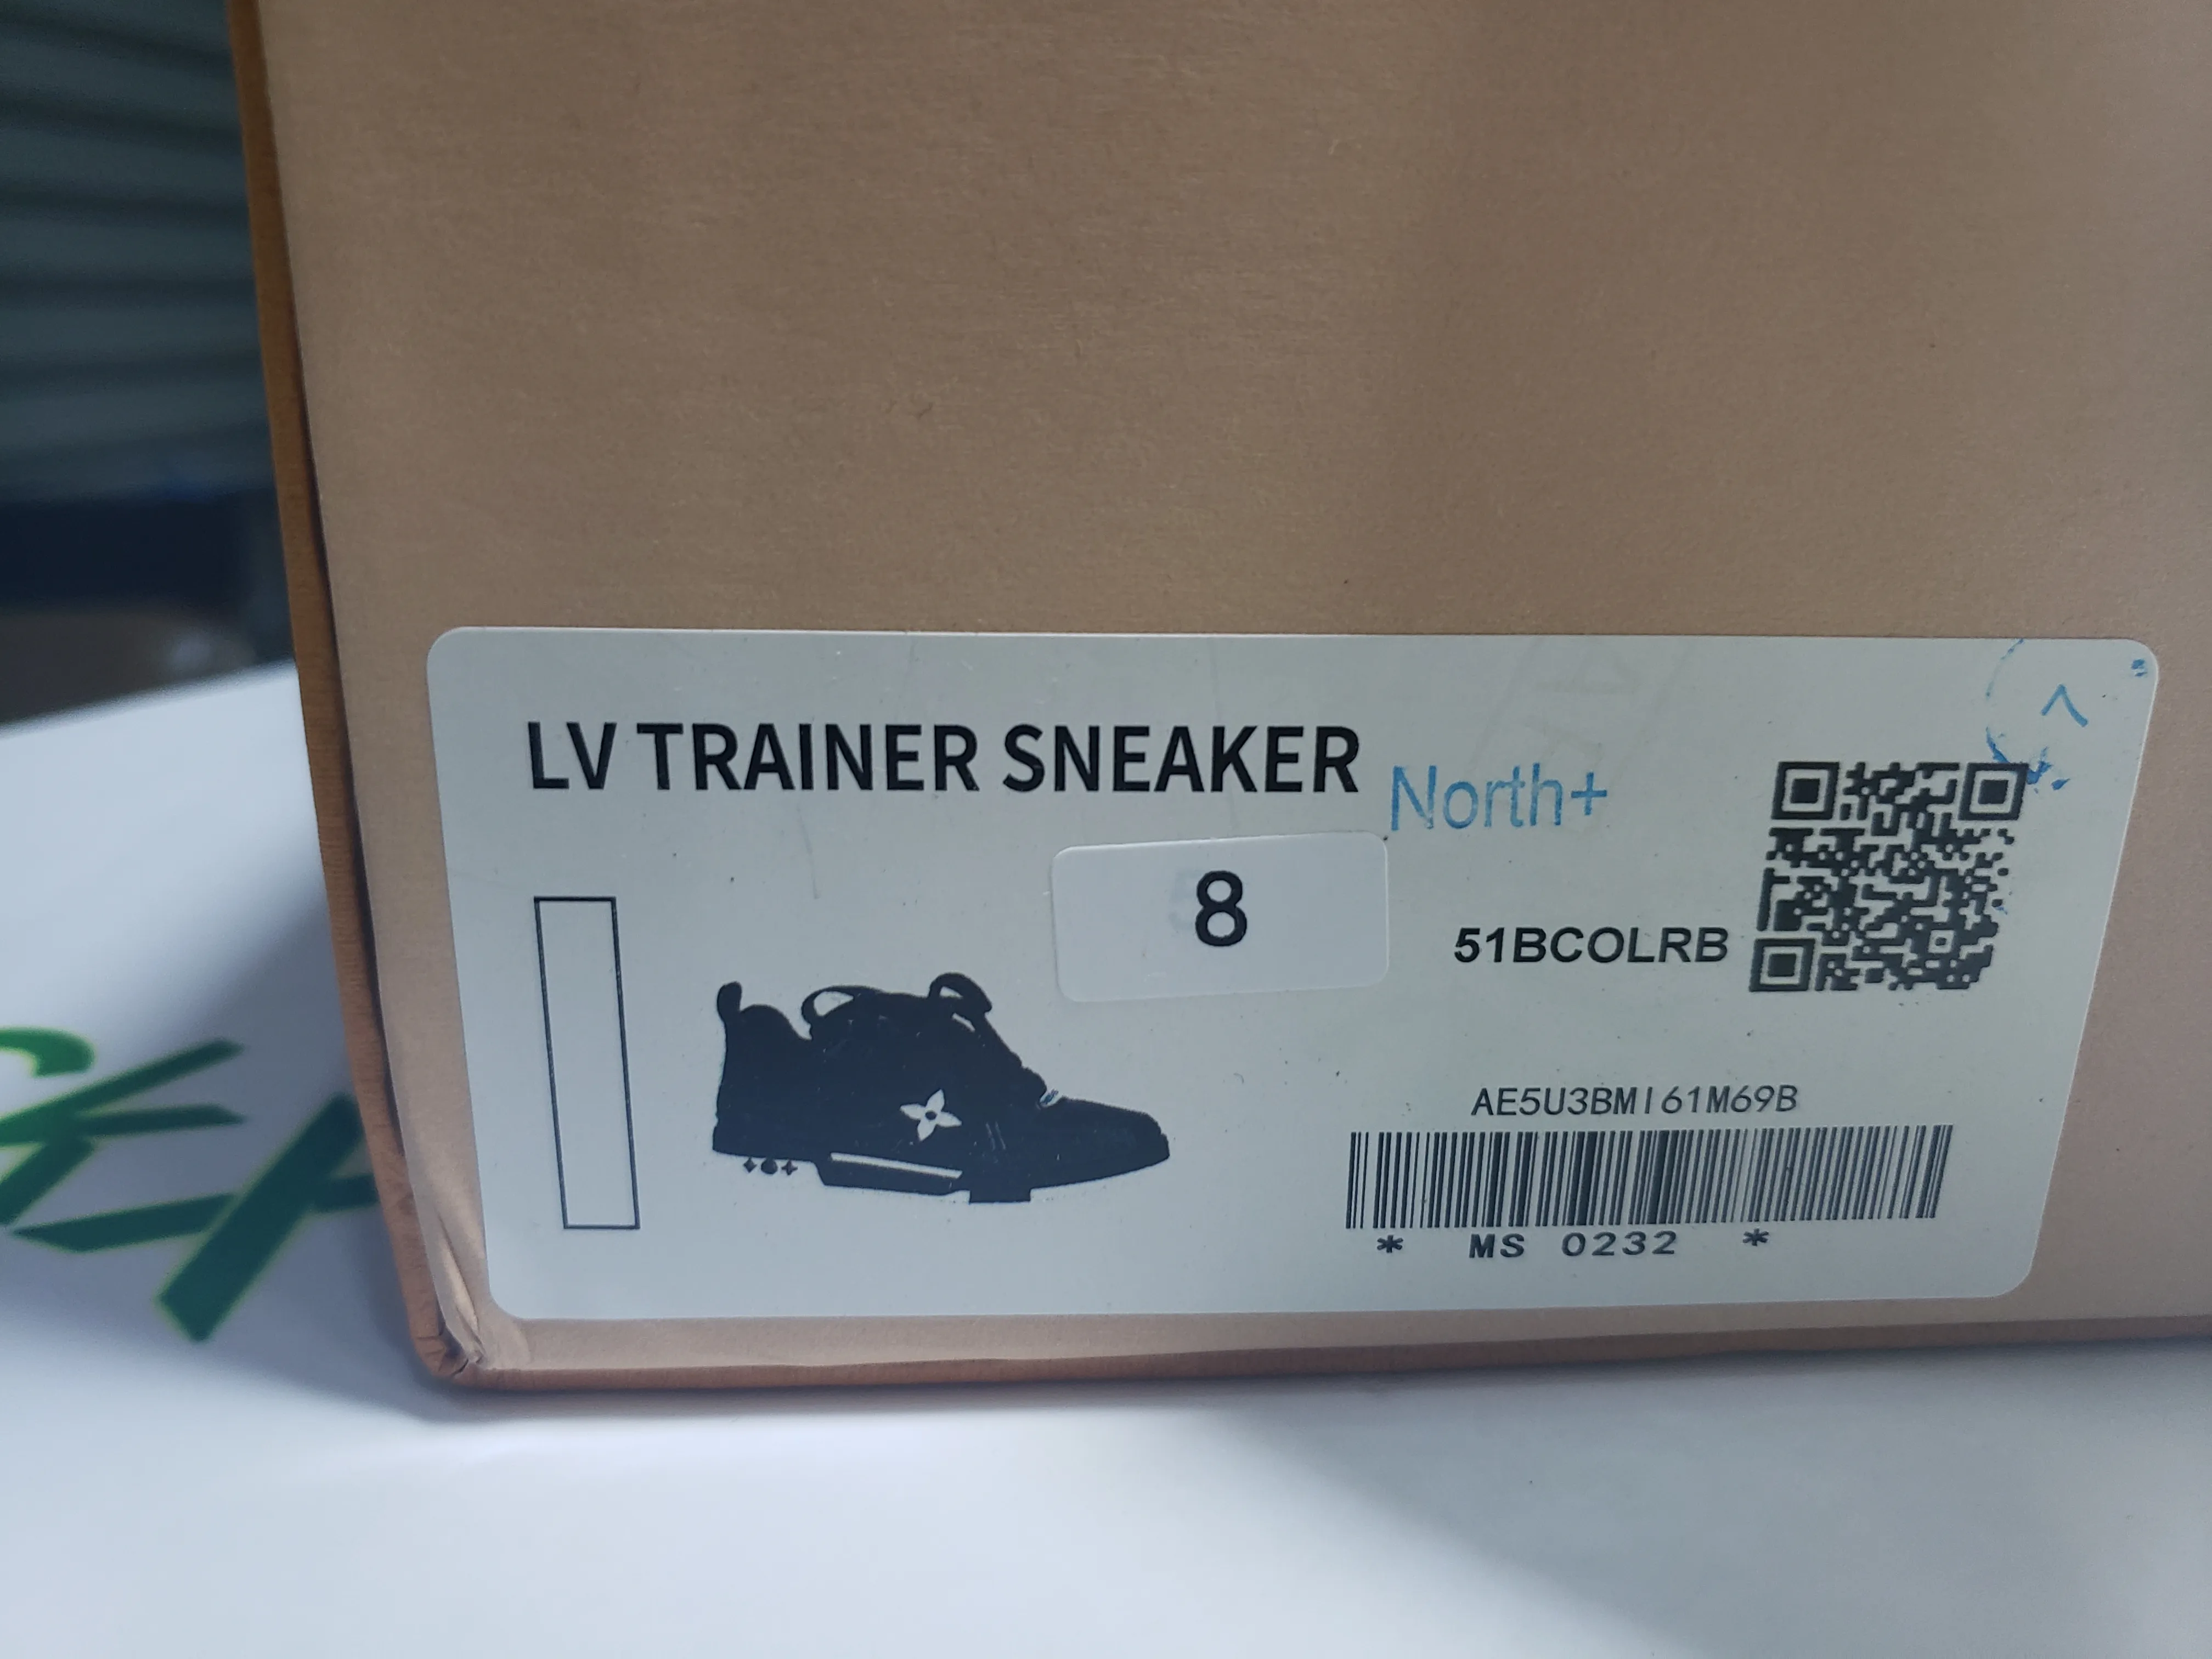 LV TRAINER SNEAKER
North+
8
51BCOLRB
AE5U3BMI61M69B
* MS 0232 *